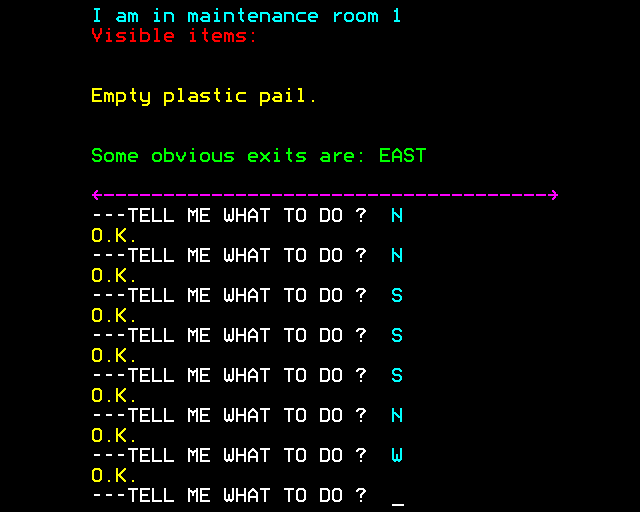 I am in maintenance room 1
Visible items:
Empty plastic pail.
Some obvious exits are: EAST
---TELL ME WHAT TO DO ? N
O.K.
---TELL ME WHAT TO DO ? N
O.K.
---TELL ME WHAT TO DO ? S
O.K.
---TELL ME WHAT TO DO ? S
O.K.
---TELL ME WHAT TO DO ? S
O.K.
---TELL ME WHAT TO DO ? N
O.K.
---TELL ME WHAT TO DO ? W
O.K.
---TELL ME WHAT TO DO ? _